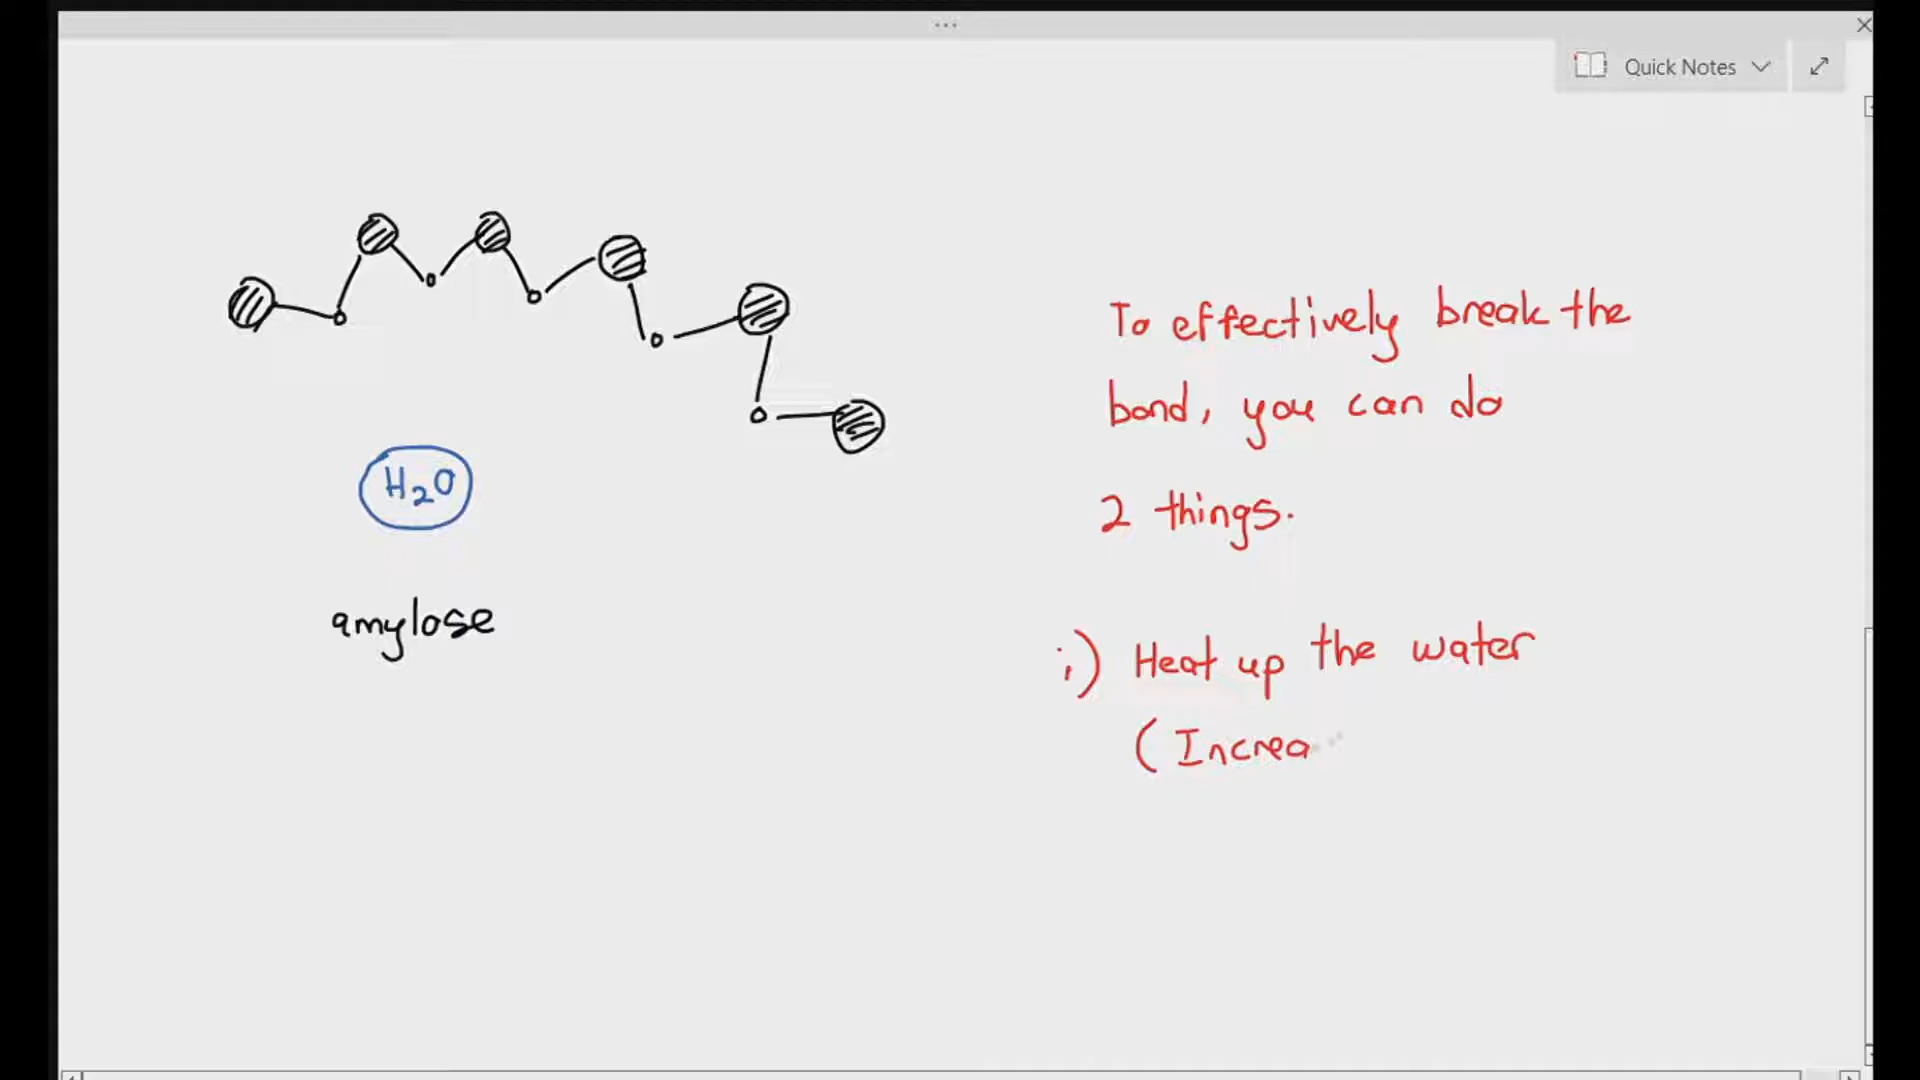 Quick Notes
o
o
o
o
o
H2O
amylose
To effectively break the
bond, you can do
2 things.
i) Heat up the water
(Increa